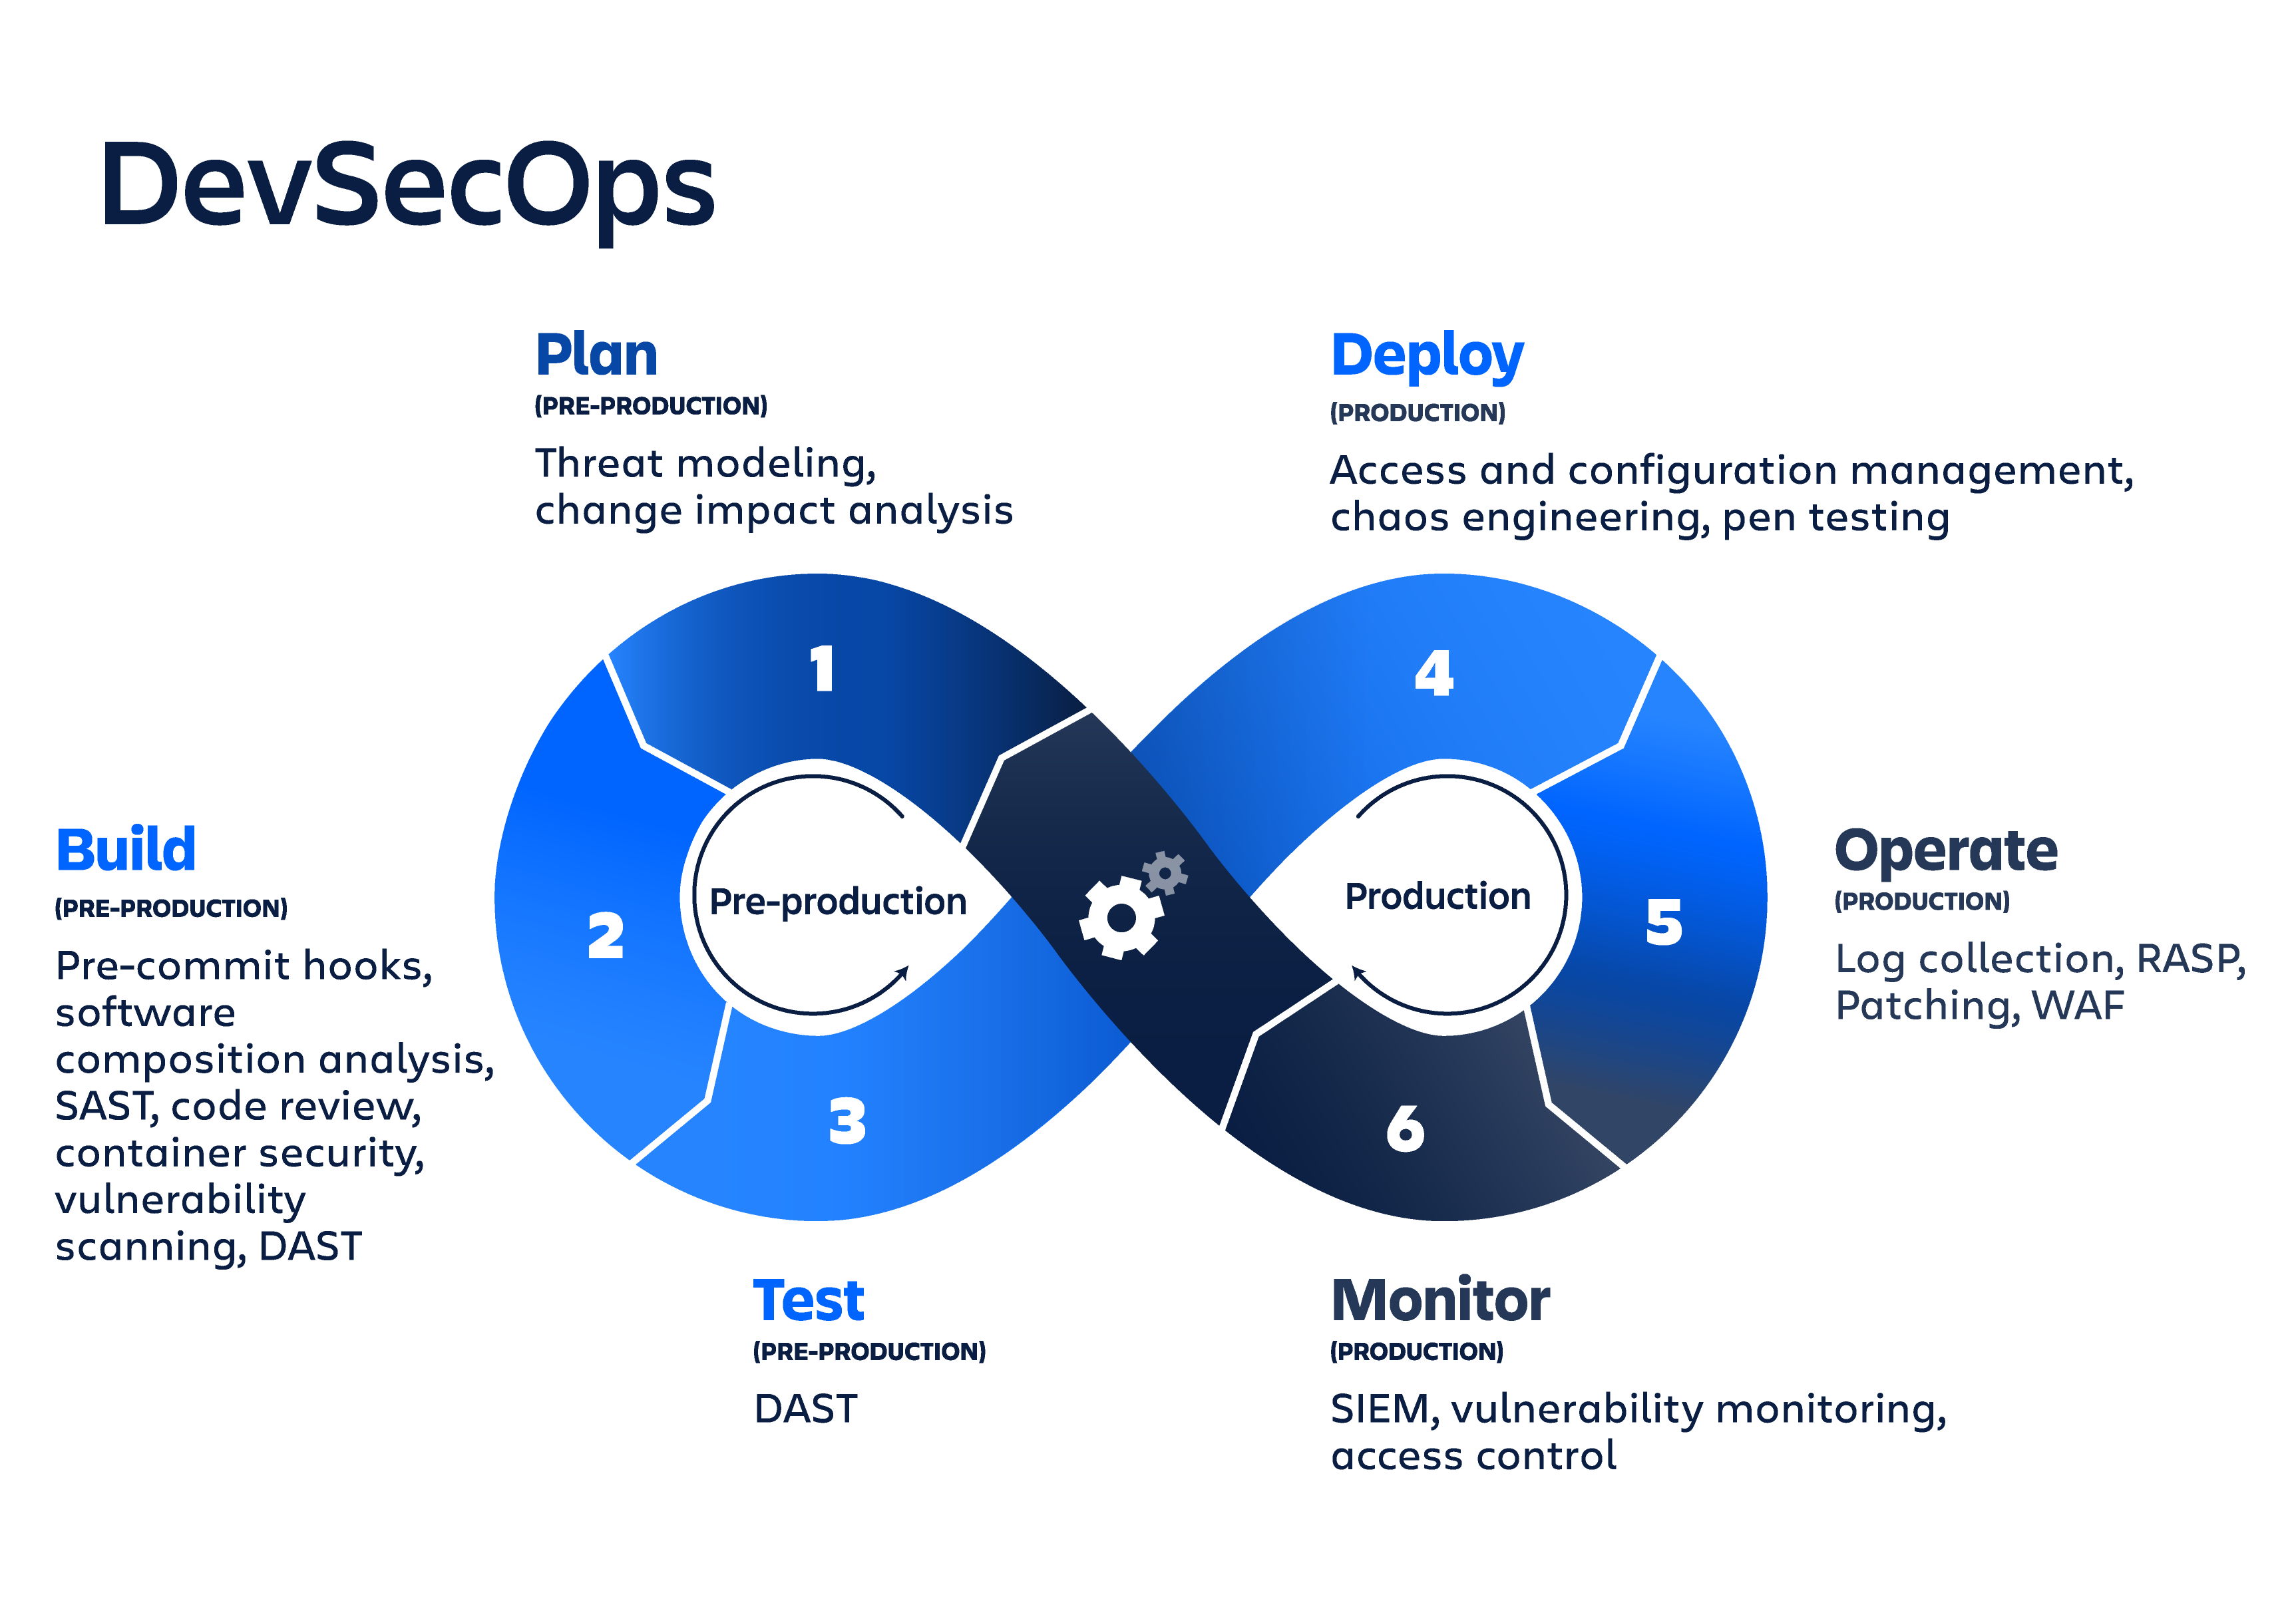 DevSecOps
Plan
(PRE-PRODUCTION)
Threat modeling,
change impact analysis
Deploy
(PRODUCTION)
Access and configuration management,
chaos engineering, pen testing
1
4
Build
(PRE-PRODUCTION)
Pre-commit hooks,
software
composition analysis,
SAST, code review,
container security,
vulnerability
scanning, DAST
2
Pre-production
Production
5
Operate
(PRODUCTION)
Log collection, RASP,
Patching, WAF
3
6
Test
(PRE-PRODUCTION)
DAST
Monitor
(PRODUCTION)
SIEM, vulnerability monitoring,
access control